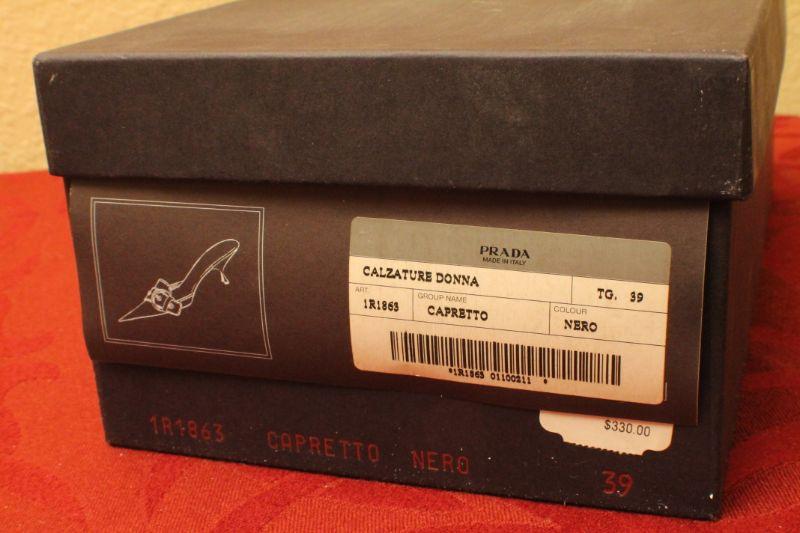 PRADA
MADE IN ITALY
CALZATURE DONNA TG. 39
ART. GROUP NAME COLOUR
1R1863 CAPRETTO NERO
*1R1863 01100211 *
$330.00
1R1863 CAPRETTO NERO 39